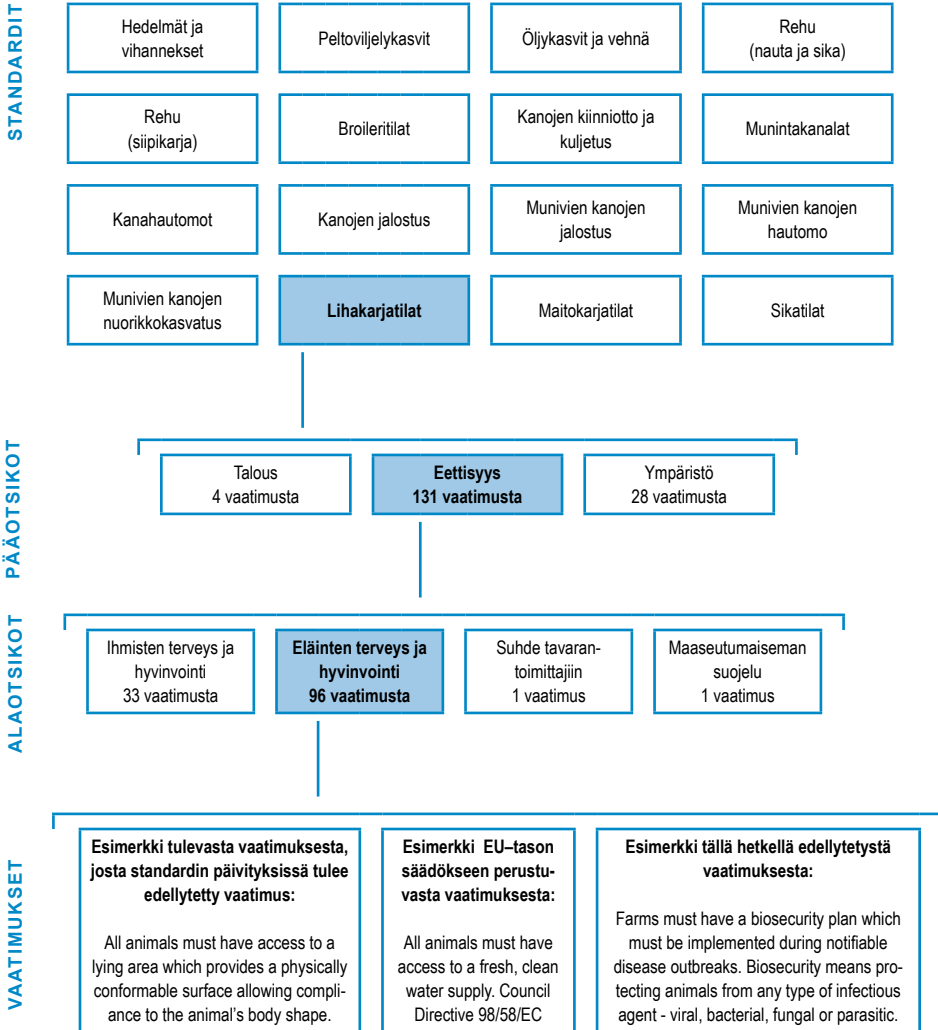 STANDARDIT
Hedelmät ja
vihannekset
Peltoviljelykasvit
Öljykasvit ja vehnä
Rehu
(nauta ja sika)
Rehu
(siipikarja)
Broileritilat
Kanojen kiinniotto ja
kuljetus
Munintakanalat
Kanahautomot
Kanojen jalostus
Munivien kanojen
jalostus
Munivien kanojen
hautomo
Munivien kanojen
nuorikkokasvatus
Lihakarjatilat
Maitokarjatilat
Sikatilat
PÄÄOTSIKOT
Talous
4 vaatimusta
Eettisyys
131 vaatimusta
Ympäristö
28 vaatimusta
ALAOTSIKOT
Ihmisten terveys ja
hyvinvointi
33 vaatimusta
Eläinten terveys ja
hyvinvointi
96 vaatimusta
Suhde tavaran-
toimittajiin
1 vaatimus
Maaseutumaiseman
suojelu
1 vaatimus
VAATIMUKSET
Esimerkki tulevasta vaatimuksesta,
josta standardin päivityksissä tulee
edellytetty vaatimus:
All animals must have access to a
lying area which provides a physically
conformable surface allowing compli-
ance to the animal's body shape.
Esimerkki EU–tason
säädökseen perustu-
vasta vaatimuksesta:
All animals must have
access to a fresh, clean
water supply. Council
Directive 98/58/EC
Esimerkki tällä hetkellä edellytetystä
vaatimuksesta:
Farms must have a biosecurity plan which
must be implemented during notifiable
disease outbreaks. Biosecurity means pro-
tecting animals from any type of infectious
agent - viral, bacterial, fungal or parasitic.